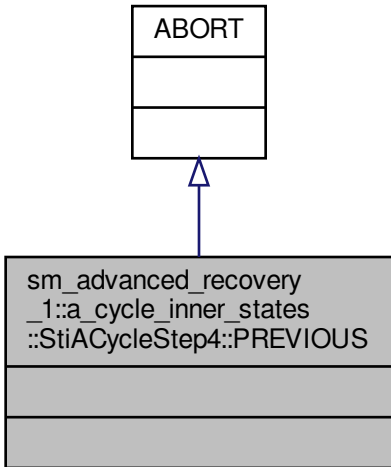 ABORT
sm_advanced_recovery
_1::a_cycle_inner_states
::StiACycleStep4::PREVIOUS